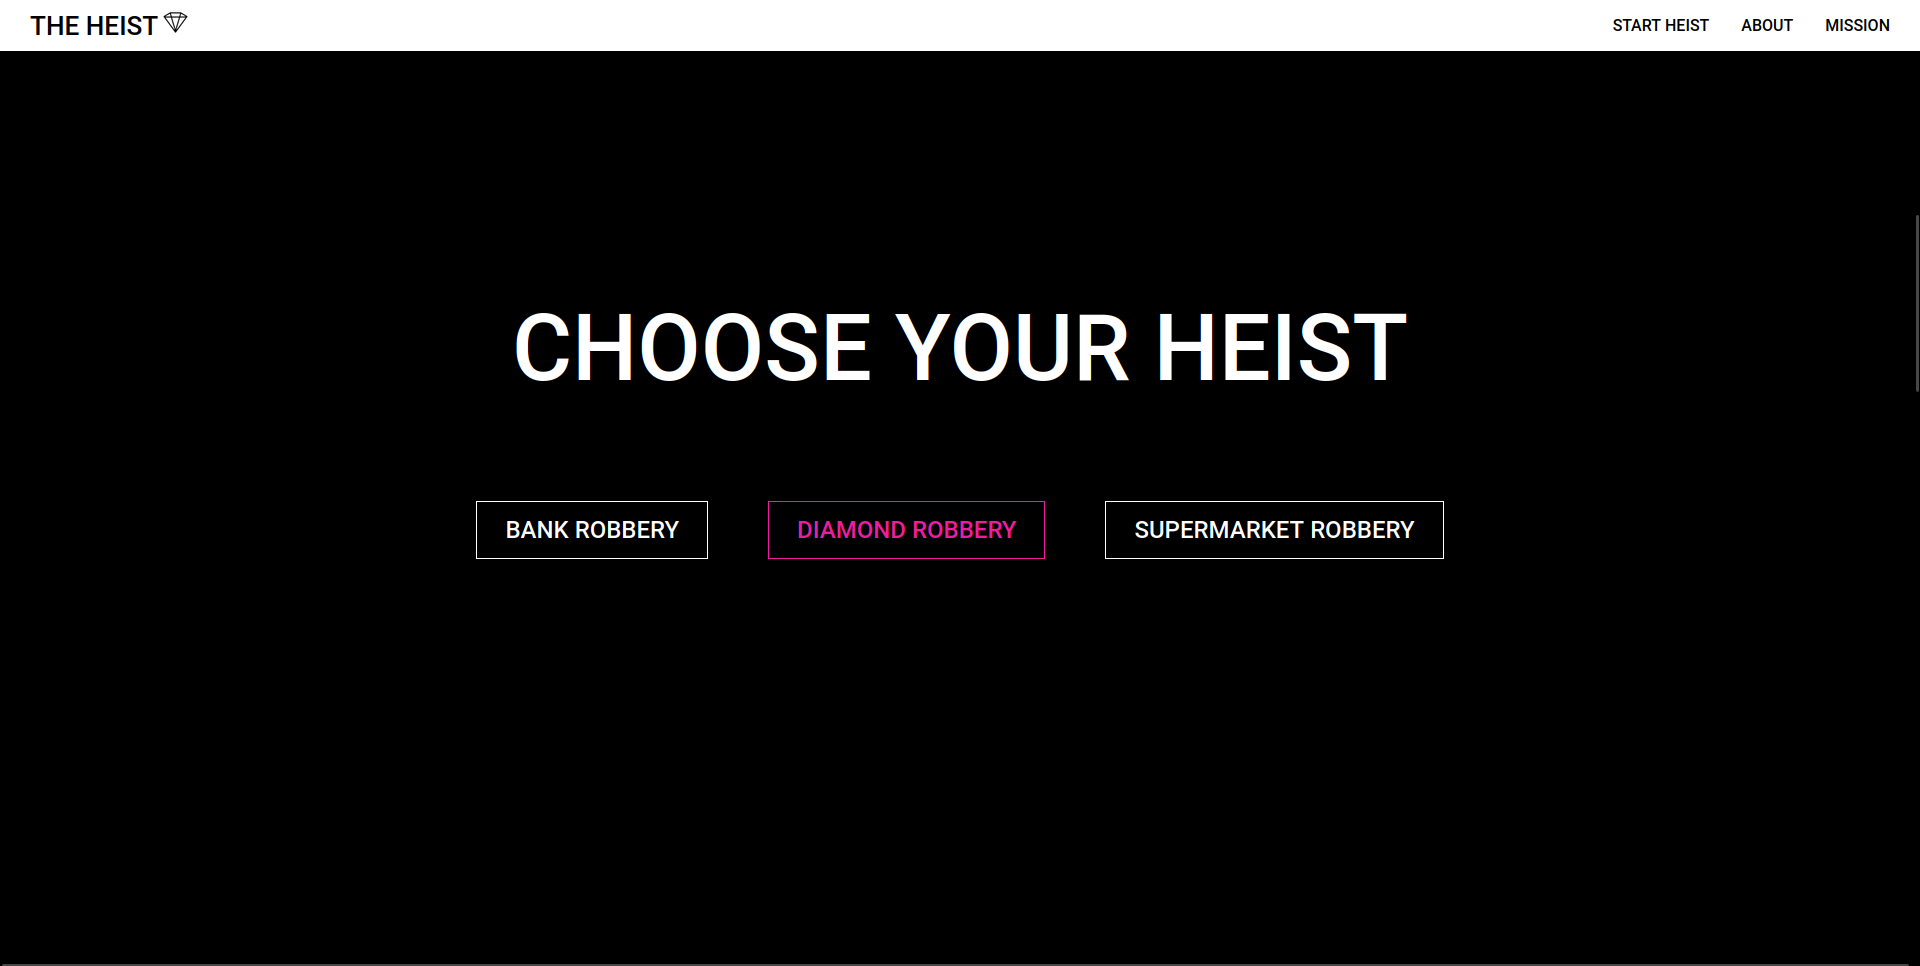 THE HEIST
START HEIST ABOUT MISSION
CHOOSE YOUR HEIST
BANK ROBBERY DIAMOND ROBBERY SUPERMARKET ROBBERY